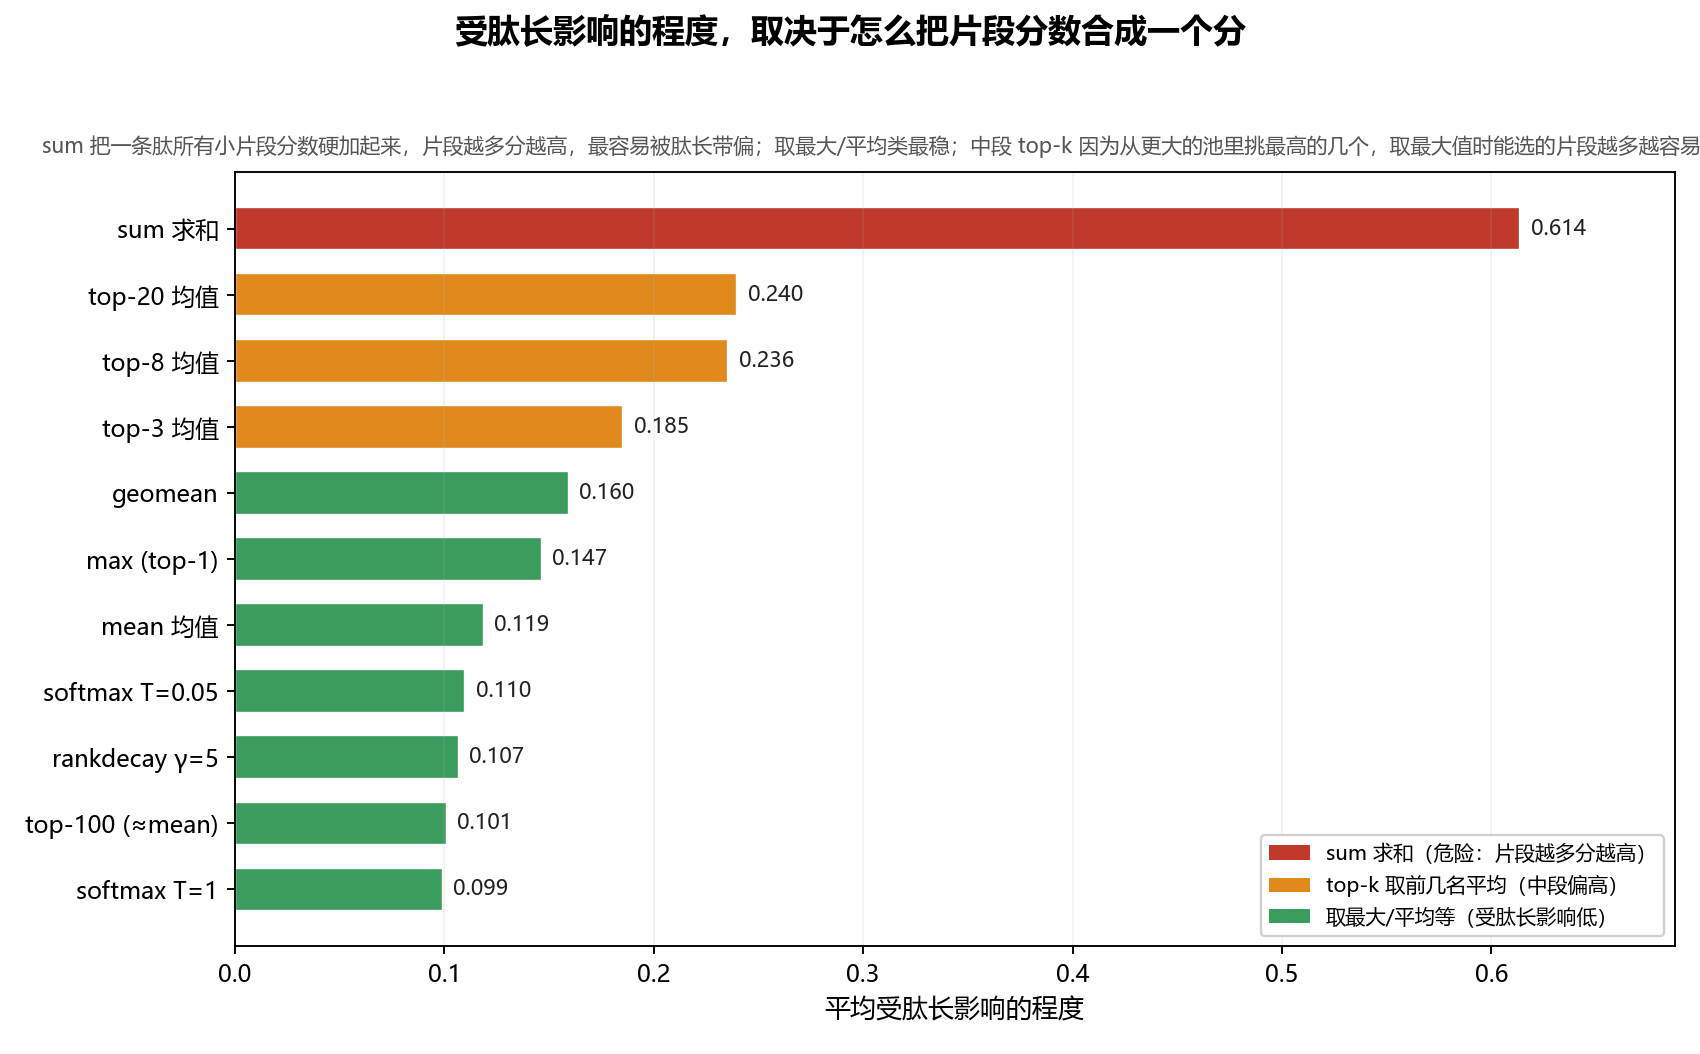 受肽长影响的程度，取决于怎么把片段分数合成一个分
sum 把一条肽所有小片段分数硬加起来，片段越多分越高，最容易被肽长带偏；取最大/平均类最稳；中段 top-k 因为从更大的池里挑最高的几个，取最大值时能选的片段越多越容易
sum 求和
0.614
top-20 均值
0.240
top-8 均值
0.236
top-3 均值
0.185
geomean
0.160
max (top-1)
0.147
mean 均值
0.119
softmax T=0.05
0.110
rankdecay γ=5
0.107
top-100 (≈mean)
0.101
softmax T=1
0.099
sum 求和（危险：片段越多分越高）
top-k 取前几名平均（中段偏高）
取最大/平均等（受肽长影响低）
0.0 0.1 0.2 0.3 0.4 0.5 0.6
平均受肽长影响的程度